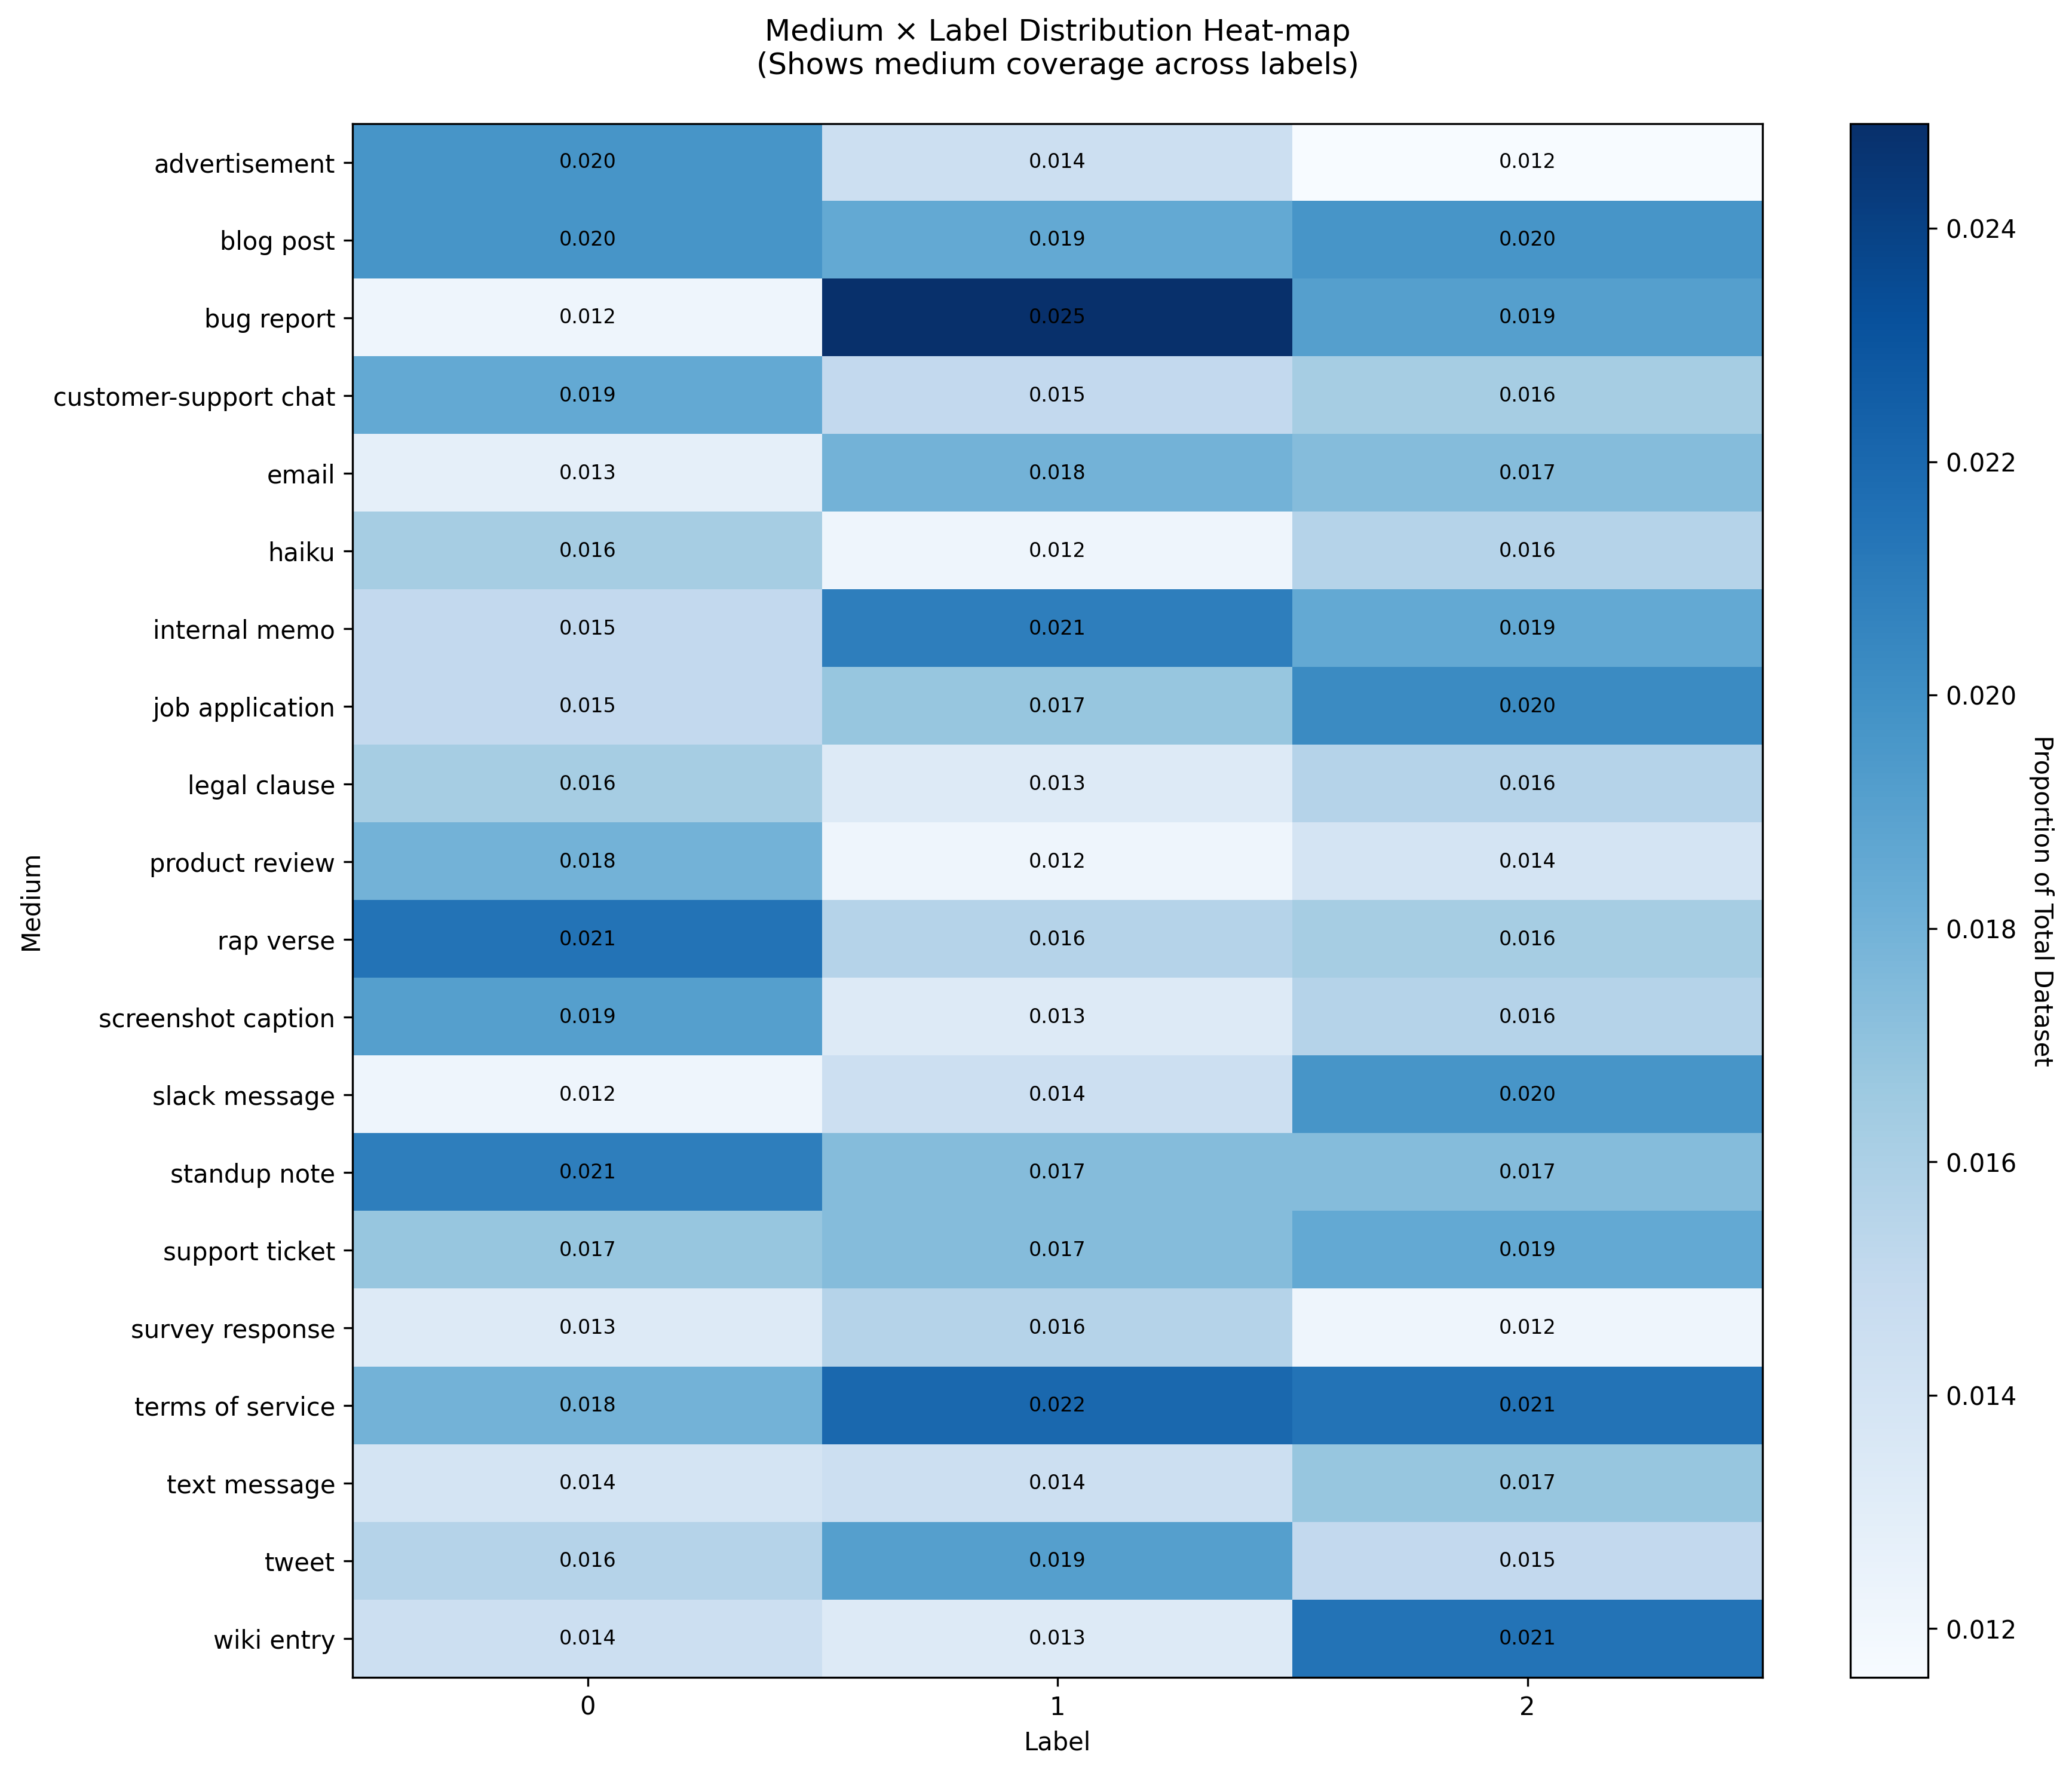 Medium × Label Distribution Heat-map
(Shows medium coverage across labels)
advertisement 0.020 0.014 0.012
blog post 0.020 0.019 0.020
bug report 0.012 0.025 0.019
customer-support chat 0.019 0.015 0.016
email 0.013 0.018 0.017
haiku 0.016 0.012 0.016
internal memo 0.015 0.021 0.019
job application 0.015 0.017 0.020
legal clause 0.016 0.013 0.016
product review 0.018 0.012 0.014
rap verse 0.021 0.016 0.016
screenshot caption 0.019 0.013 0.016
slack message 0.012 0.014 0.020
standup note 0.021 0.017 0.017
support ticket 0.017 0.017 0.019
survey response 0.013 0.016 0.012
terms of service 0.018 0.022 0.021
text message 0.014 0.014 0.017
tweet 0.016 0.019 0.015
wiki entry 0.014 0.013 0.021
0 1 2
Label
Medium
0.024
0.022
0.020
0.018
0.016
0.014
0.012
Proportion of Total Dataset